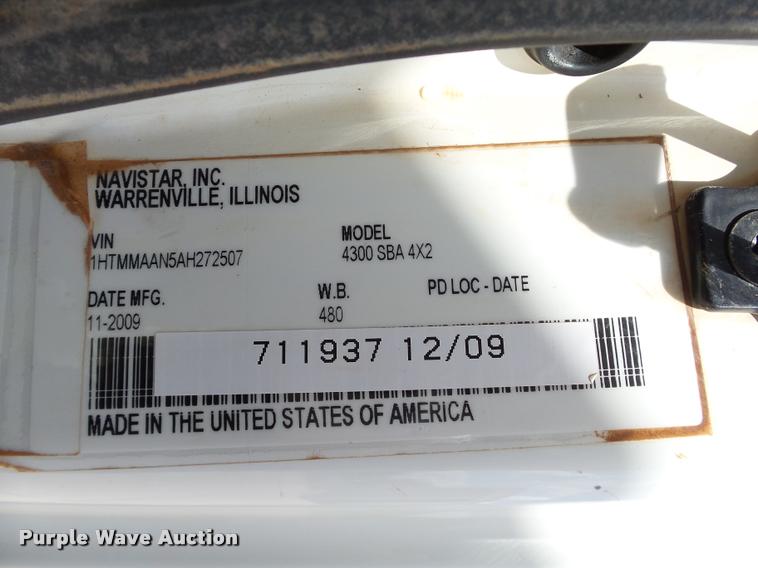 NAVISTAR, INC.
WARRENVILLE, ILLINOIS
VIN MODEL
1HTMMAAN5AH272507 4300 SBA 4X2
DATE MFG. W.B. PD LOC - DATE
11-2009 480
711937 12/09
MADE IN THE UNITED STATES OF AMERICA
Purple Wave Auction